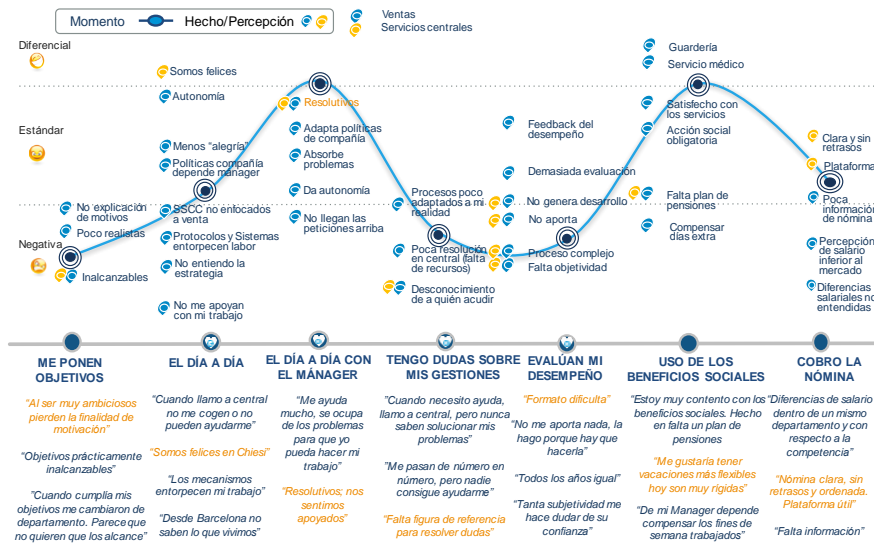 Momento
Hecho/Percepción
Ventas
Servicios centrales
Diferencial
Estándar
Negativa
No explicación
de motivos
Poco realistas
Inalcanzables
Somos felices
Autonomía
Menos “alegría”
Políticas compañía
depende manager
SSCC no enfocados
a venta
Protocolos y Sistemas
entorpecen labor
No entiendo la
estrategia
No me apoyan
con mi trabajo
Resolutivos
Adapta políticas
de compañía
Absorbe
problemas
Da autonomía
No llegan las
peticiones arriba
Procesos poco
adaptados a mi
realidad
Poca resolución
en central (falta
de recursos)
Desconocimiento
de a quién acudir
Feedback del
desempeño
Demasiada evaluación
No genera desarrollo
No aporta
Proceso complejo
Falta objetividad
Guardería
Servicio médico
Satisfecho con
los servicios
Acción social
obligatoria
Falta plan de
pensiones
Compensar
días extra
Clara y sin
retrasos
Plataforma
Poca
información
de nómina
Percepción
de salario
inferior al
mercado
Diferencias
salariales no
entendidas
ME PONEN
OBJETIVOS
“Al ser muy ambiciosos
pierden la finalidad de
motivación”
“Objetivos prácticamente
inalcanzables”
“Cuando cumplía mis
objetivos me cambiaron de
departamento. Parece que
no quieren que los alcance”
EL DÍA A DÍA
“Cuando llamo a central
no me cogen o no
pueden ayudarme”
“Somos felices en Chiesi”
“Los mecanismos
entorpecen mi trabajo”
“Desde Barcelona no
saben lo que vivimos”
EL DÍA A DÍA CON
EL MÁNAGER
“Me ayuda
mucho, se ocupa
de los problemas
para que yo
pueda hacer mi
trabajo”
“Resolutivos; nos
sentimos
apoyados”
TENGO DUDAS SOBRE
MIS GESTIONES
“Cuando necesito ayuda,
llamo a central, pero nunca
saben solucionar mis
problemas”
“Me pasan de número en
número, pero nadie
consigue ayudarme”
“Falta figura de referencia
para resolver dudas”
EVALÚAN MI
DESEMPEÑO
“Formato dificulta”
“No me aporta nada, la
hago porque hay que
hacerla”
“Todos los años igual”
“Tanta subjetividad me
hace dudar de su
confianza”
USO DE LOS
BENEFICIOS SOCIALES
“Estoy muy contento con los
beneficios sociales. Hecho
en falta un plan de
pensiones
“Me gustaría tener
vacaciones más flexibles
hoy son muy rígidas”
“De mi Manager depende
compensar los fines de
semana trabajados”
COBRO LA
NÓMINA
“Diferencias de salario
dentro de un mismo
departamento y con
respecto a la
competencia”
“Nómina clara, sin
retrasos y ordenada.
Plataforma útil”
“Falta información”